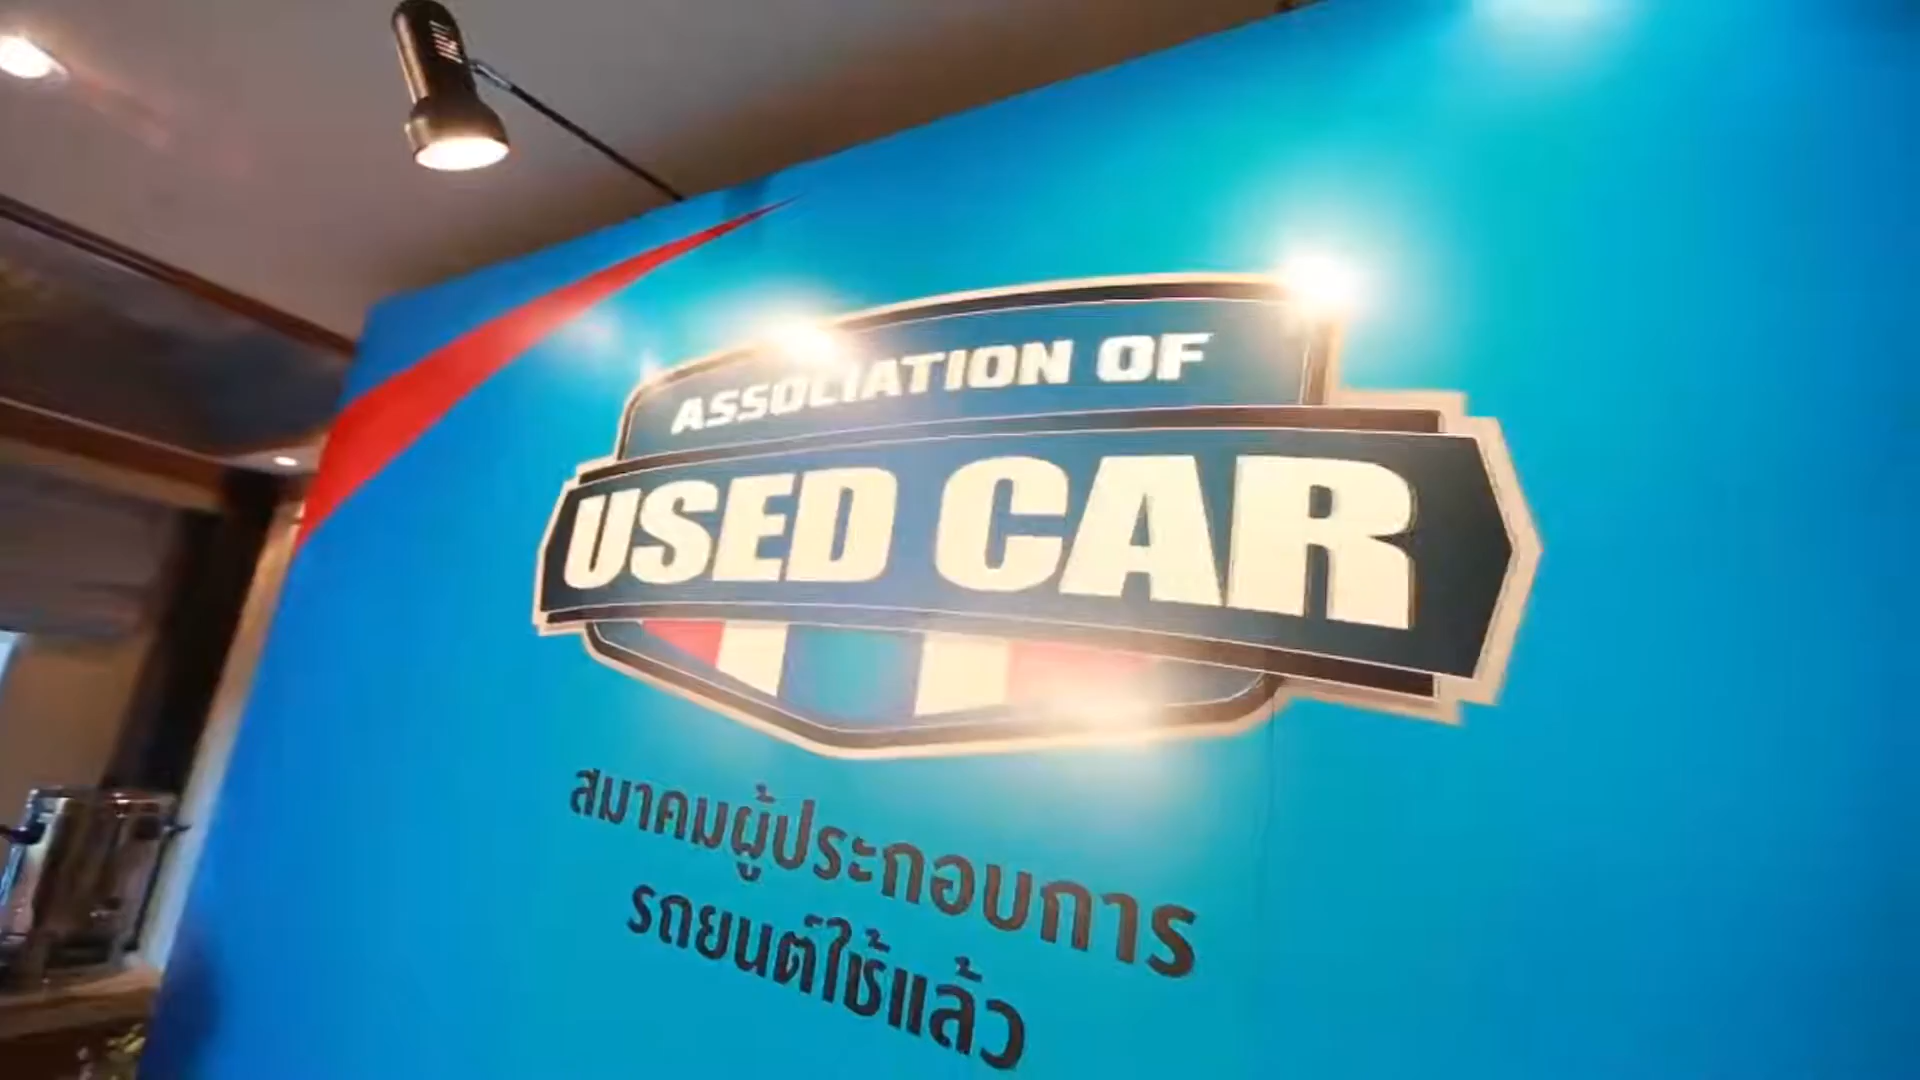 ASSOCIATION OF
USED CAR
สมาคมผู้ประกอบการ
รถยนต์ใช้แล้ว